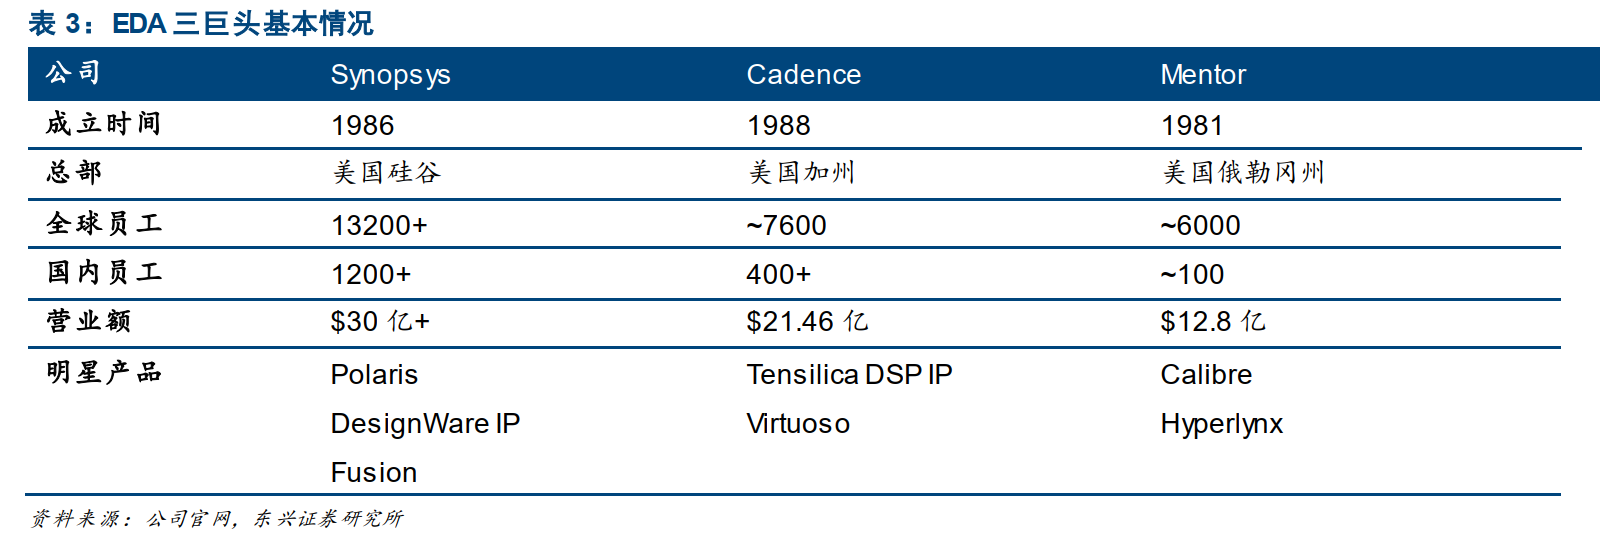 表 3：EDA 三巨头基本情况
公司 Synopsys Cadence Mentor
成立时间 1986 1988 1981
总部 美国硅谷 美国加州 美国俄勒冈州
全球员工 13200+ ~7600 ~6000
国内员工 1200+ 400+ ~100
营业额 $30 亿+ $21.46 亿 $12.8 亿
明星产品 Polaris Tensilica DSP IP Calibre
DesignWare IP Virtuoso Hyperlynx
Fusion
资料来源：公司官网，东兴证券研究所